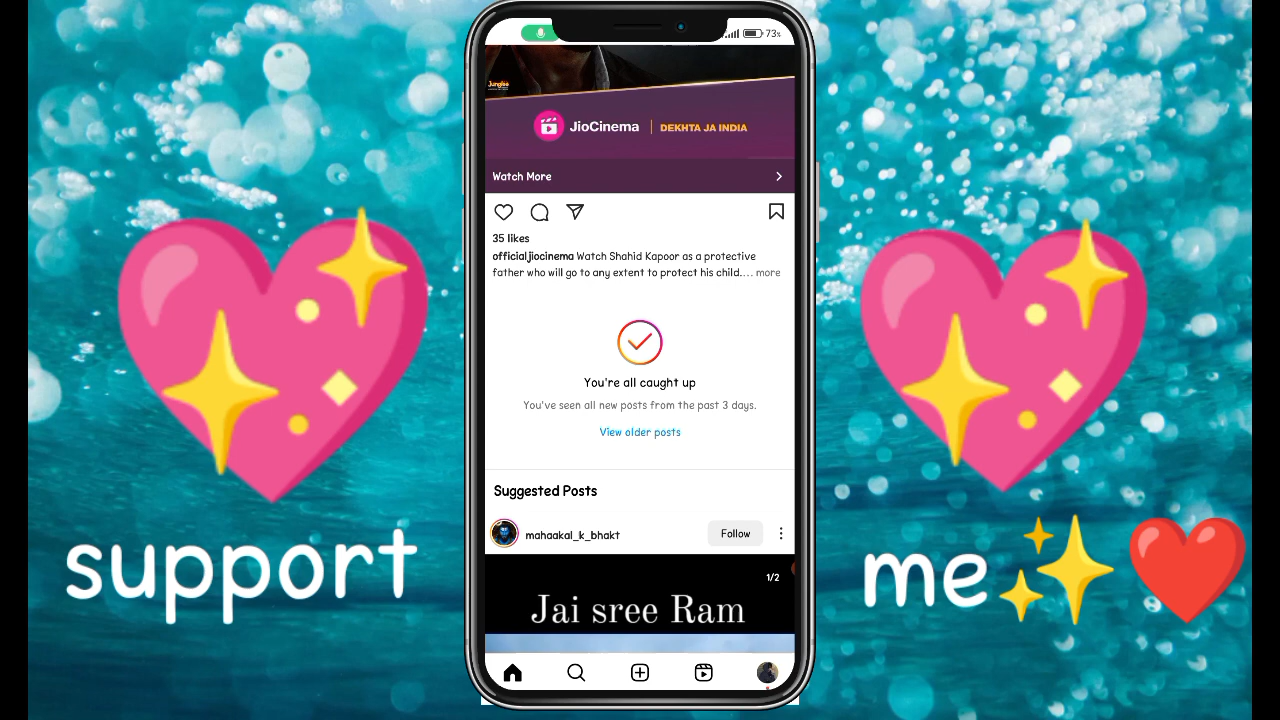 73%
Junglee
JioCinema | DEKHTA JA INDIA
Watch More
35 likes
officialjiocinema Watch Shahid Kapoor as a protective
father who will go to any extent to protect his child.... more
You're all caught up
You've seen all new posts from the past 3 days.
View older posts
Suggested Posts
mahaakal_k_bhakt
Follow
1/2
Jai sree Ram
support
me